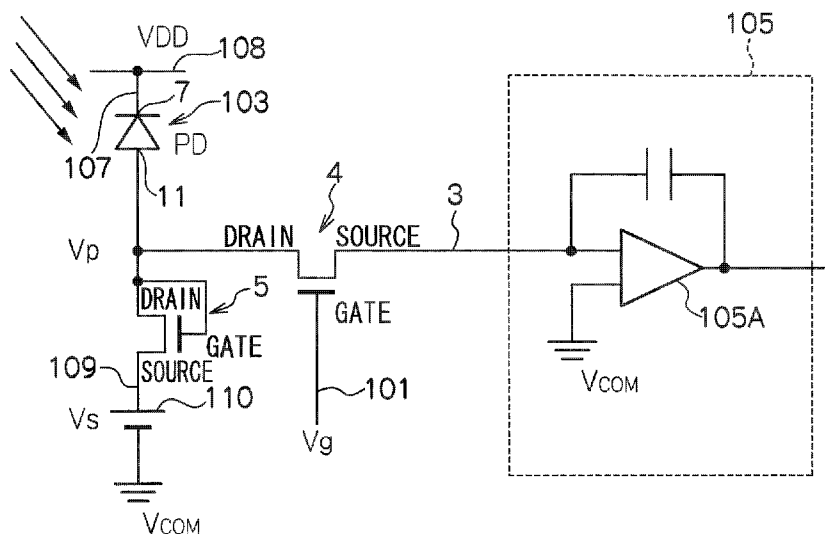 105
VDD
108
7
103
107
PD
11
4
3
Vp
DRAIN
SOURCE
DRAIN
5
GATE
GATE
105A
109
SOURCE
110
101
VCOM
Vs
Vg
VCOM